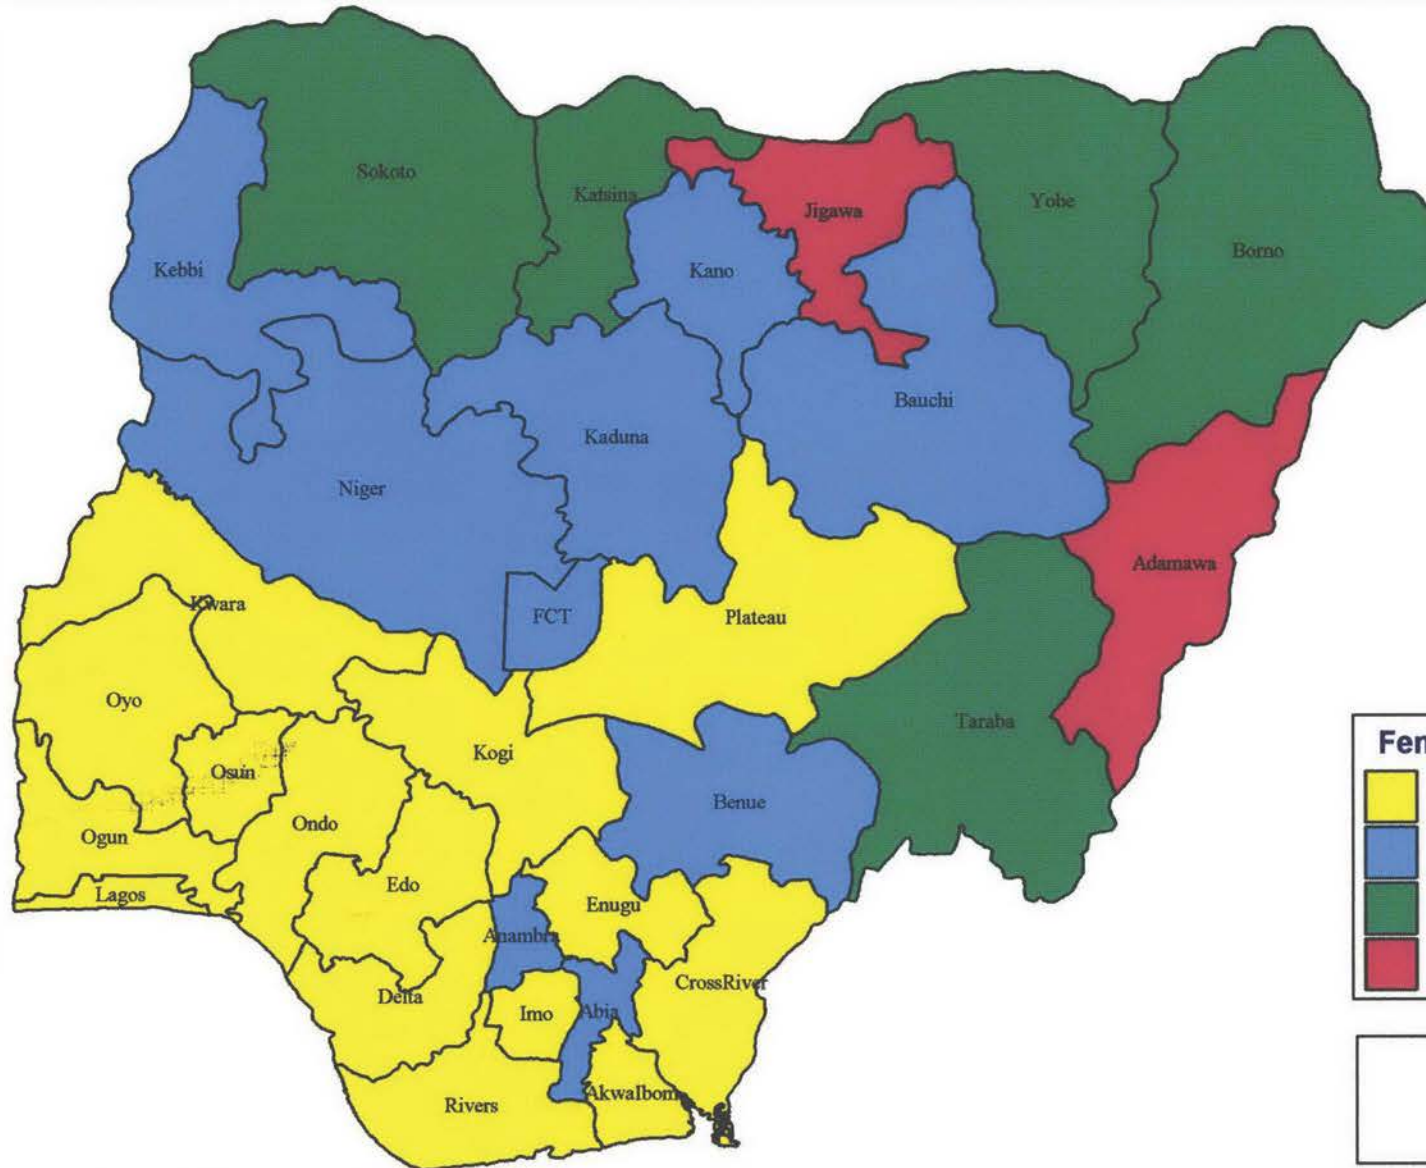 Sokoto
Katsina
Jigawa
Yobe
Borno
Kebbi
Kano
Bauchi
Kaduna
Niger
Adamawa
Kwara
FCT
Plateau
Oyo
Taraba
Kogi
Osun
Benue
Ondo
Ogun
Edo
Lagos
Enugu
Anambra
CrossRiver
Delta
Imo
Abia
Rivers
AkwaIbom
Fem